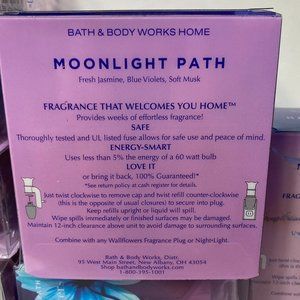 BATH & BODY WORKS HOME
MOONLIGHT PATH
Fresh Jasmine, Blue Violets, Soft Musk
FRAGRANCE THAT WELCOMES YOU HOME™
Provides weeks of effortless fragrance!
SAFE
Thoroughly tested and UL listed fuse allows for safe use and peace of mind.
ENERGY-SMART
Uses less than 5% the energy of a 60 watt bulb
LOVE IT
or bring it back, 100% Guaranteed!*
*See return policy at cash register for details.
Just twist clockwise to remove cap and twist refill counter-clockwise
(this is the opposite of usual closures) to secure into plug.
Keep refills upright until will spill.
Wipe spills immediately or finished surfaces may be damaged.
Maintain 12-inch clearance above unit to avoid damage to surrounding surfaces.
Combine with any Wallflowers Fragrance Plug or Night-Light.
Bath & Body Works, Distr.
95 West Main Street, New Albany, OH 43054
Shop bathandbodyworks.com
1-800-395-1001